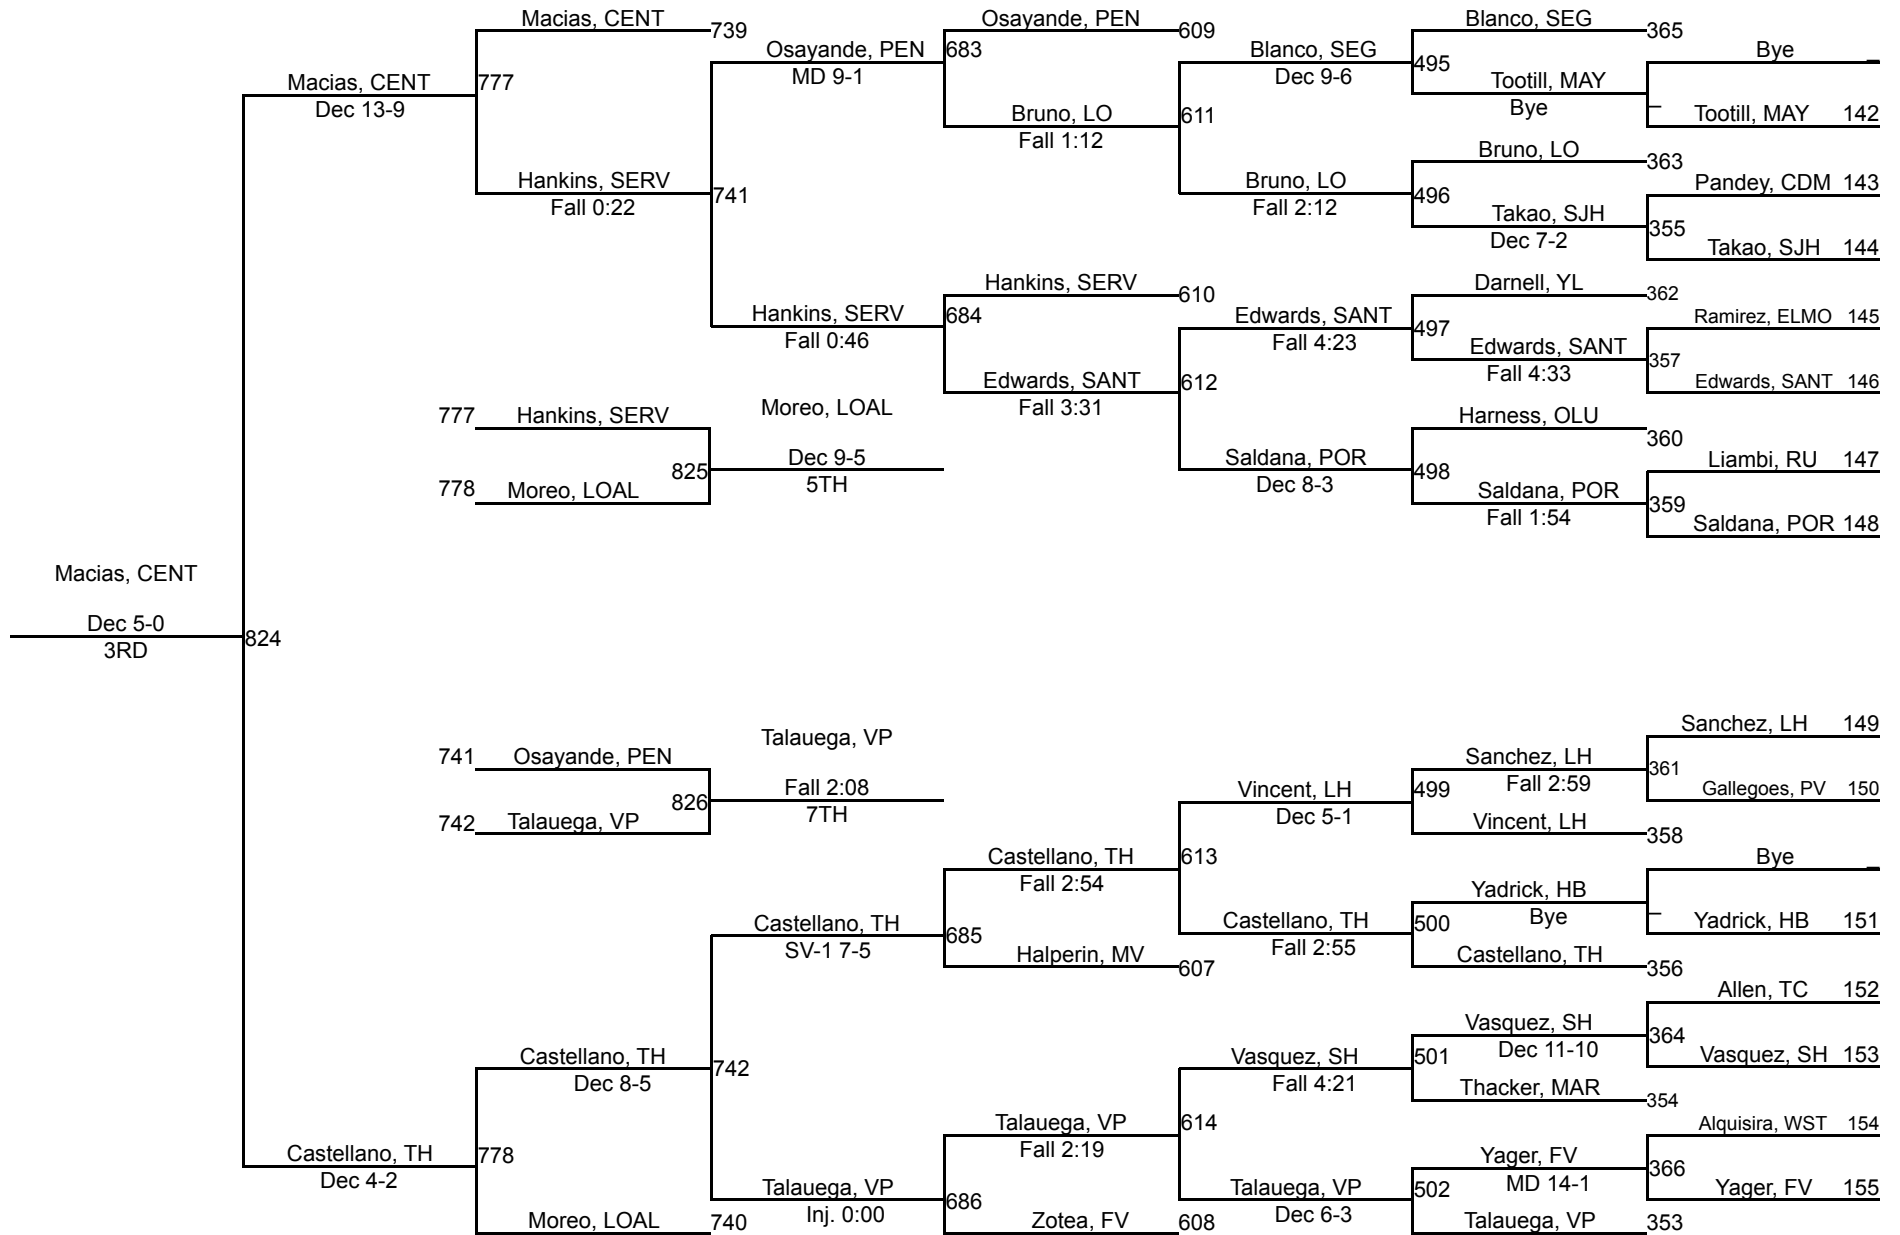 Macias, CENT
739
Osayande, PEN
609
Blanco, SEG
365
Osayande, PEN
MD 9-1
683
Blanco, SEG
Dec 9-6
495
Bye
_
Macias, CENT
Dec 13-9
777
Tootill, MAY
Bye
_
Tootill, MAY 142
Bruno, LO
Fall 1:12
611
Bruno, LO
363
Hankins, SERV
Fall 0:22
741
Bruno, LO
Fall 2:12
496
Pandey, CDM 143
Takao, SJH
Dec 7-2
355
Takao, SJH 144
Hankins, SERV
610
Darnell, YL
362
Hankins, SERV
Fall 0:46
684
Edwards, SANT
Fall 4:23
497
Ramirez, ELMO 145
Edwards, SANT
Fall 4:33
357
Edwards, SANT
Fall 3:31
612
Edwards, SANT 146
777 Hankins, SERV
Moreo, LOAL
Harness, OLU
360
825
Dec 9-5
5TH
Saldana, POR
Dec 8-3
498
Liambi, RU 147
778 Moreo, LOAL
Saldana, POR
Fall 1:54
359
Saldana, POR 148
Macias, CENT
Dec 5-0
3RD
824
Sanchez, LH 149
741 Osayande, PEN
Talauega, VP
Sanchez, LH
Fall 2:59
361
826
Fall 2:08
7TH
Vincent, LH
Dec 5-1
499
Gallegoes, PV 150
742 Talauega, VP
Vincent, LH
358
Castellano, TH
Fall 2:54
613
Bye
_
Yadrick, HB
Bye
_
Castellano, TH
SV-1 7-5
685
Castellano, TH
Fall 2:55
500
Yadrick, HB 151
Halperin, MV
607
Castellano, TH
356
Allen, TC 152
Vasquez, SH
Dec 11-10
364
Castellano, TH
Dec 8-5
742
Vasquez, SH
Fall 4:21
501
Vasquez, SH 153
Thacker, MAR
354
Talauega, VP
Fall 2:19
614
Alquisira, WST 154
Castellano, TH
Dec 4-2
778
Yager, FV
MD 14-1
366
Talauega, VP
Inj. 0:00
686
Talauega, VP
Dec 6-3
502
Yager, FV 155
Moreo, LOAL
740
Zotea, FV
608
Talauega, VP
353